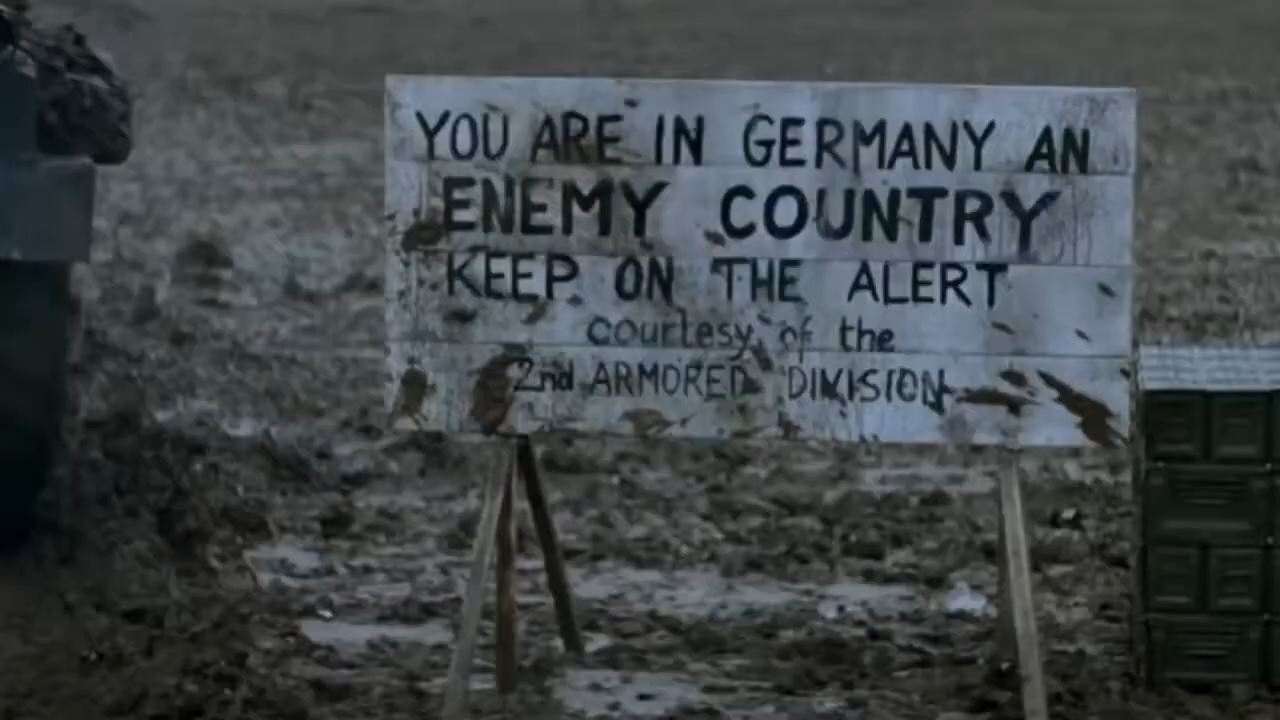 YOU ARE IN GERMANY AN
ENEMY COUNTRY
KEEP ON THE ALERT
courtesy of the
2nd ARMORED DIVISION